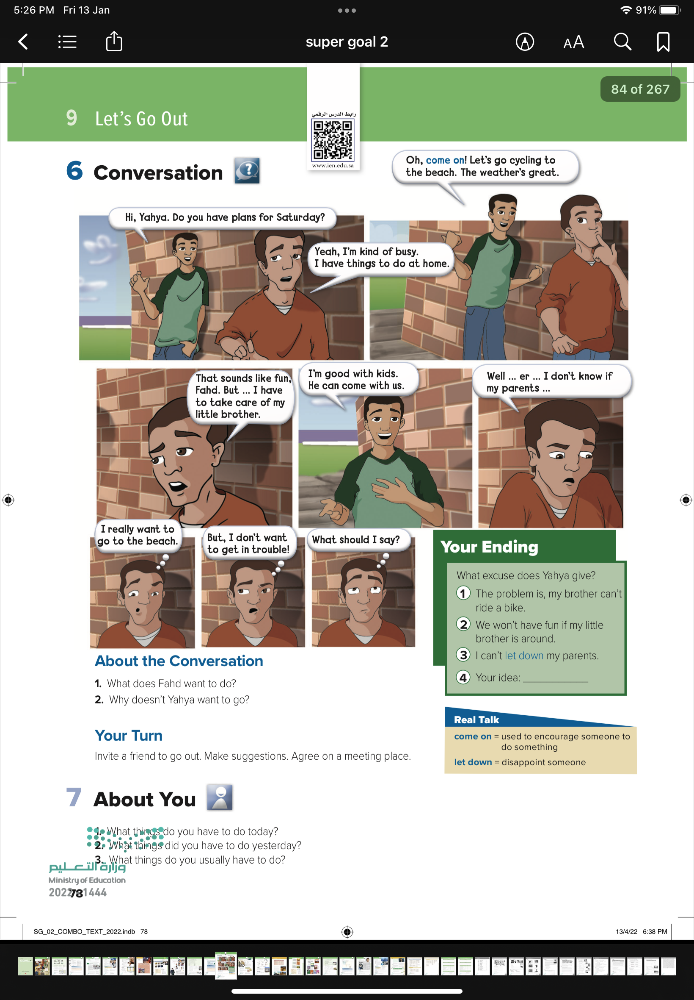 5:26 PM Fri 13 Jan
91%
super goal 2
84 of 267
9 Let's Go Out
رابط الدرس الرقمي
www.ien.edu.sa
6 Conversation
Oh, come on! Let's go cycling to
the beach. The weather's great.
Hi, Yahya. Do you have plans for Saturday?
Yeah, I'm kind of busy.
I have things to do at home.
That sounds like fun,
Fahd. But ... I have
to take care of my
little brother.
I'm good with kids.
He can come with us.
Well ... er ... I don't know if
my parents ...
I really want to
go to the beach.
But, I don't want
to get in trouble!
What should I say?
Your Ending
What excuse does Yahya give?
1 The problem is, my brother can't
ride a bike.
2 We won't have fun if my little
brother is around.
3 I can't let down my parents.
4 Your idea: ___________
About the Conversation
1. What does Fahd want to do?
2. Why doesn't Yahya want to go?
Your Turn
Invite a friend to go out. Make suggestions. Agree on a meeting place.
Real Talk
come on = used to encourage someone to
do something
let down = disappoint someone
7 About You
1. What things do you have to do today?
2. What things did you have to do yesterday?
3. What things do you usually have to do?
وزارة التعليم
Ministry of Education
2022 - 1444
78
SG_02_COMBO_TEXT_2022.indb 78
13/4/22 6:38 PM